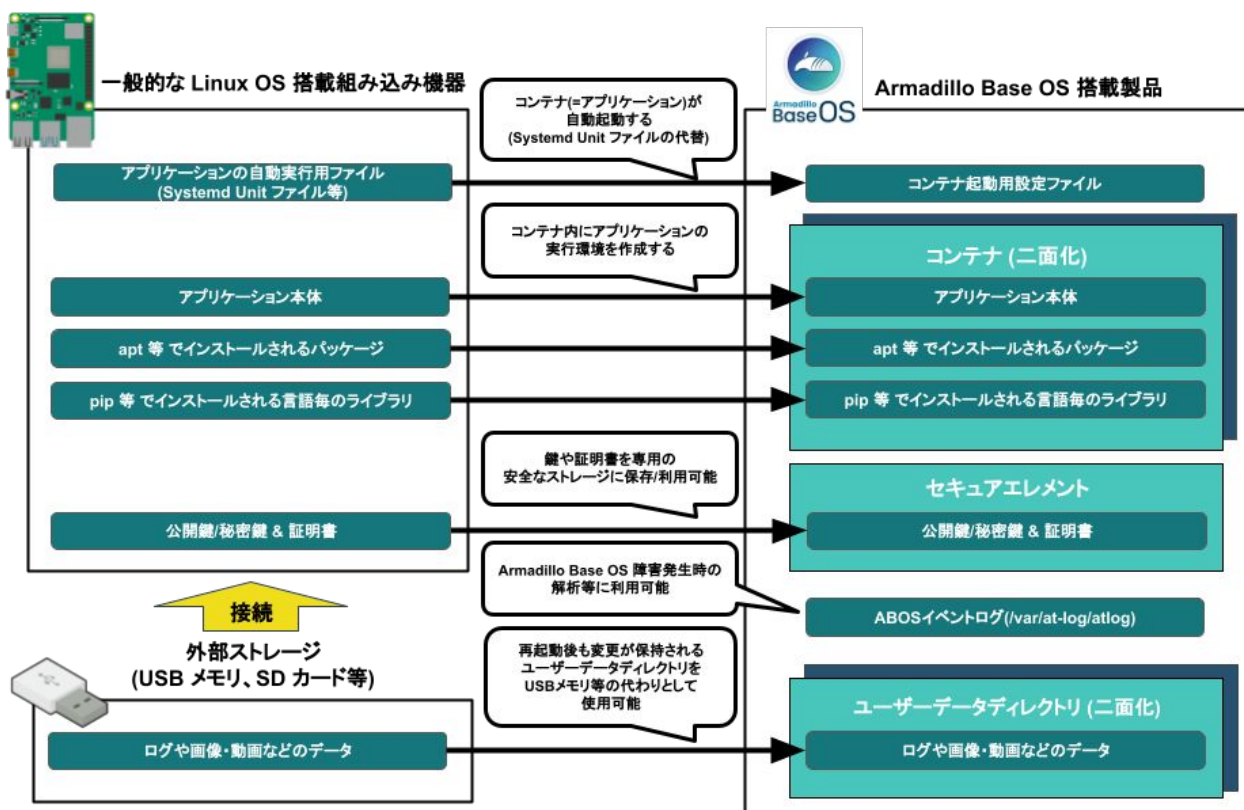 一般的な Linux OS 搭載組み込み機器
Armadillo
Base OS
Armadillo Base OS 搭載製品
コンテナ(=アプリケーション)が
自動起動する
(Systemd Unit ファイルの代替)
アプリケーションの自動実行用ファイル
(Systemd Unit ファイル等)
コンテナ起動用設定ファイル
コンテナ内にアプリケーションの
実行環境を作成する
コンテナ (二面化)
アプリケーション本体
アプリケーション本体
apt 等 でインストールされるパッケージ
apt 等 でインストールされるパッケージ
pip 等 でインストールされる言語毎のライブラリ
pip 等 でインストールされる言語毎のライブラリ
鍵や証明書を専用の
安全なストレージに保存/利用可能
セキュアエレメント
公開鍵/秘密鍵 & 証明書
公開鍵/秘密鍵 & 証明書
Armadillo Base OS 障害発生時の
解析等に利用可能
ABOSイベントログ(/var/at-log/atlog)
接続
外部ストレージ
(USB メモリ、SD カード等)
再起動後も変更が保持される
ユーザーデータディレクトリを
USBメモリ等の代わりとして
使用可能
ユーザーデータディレクトリ (二面化)
ログや画像・動画などのデータ
ログや画像・動画などのデータ